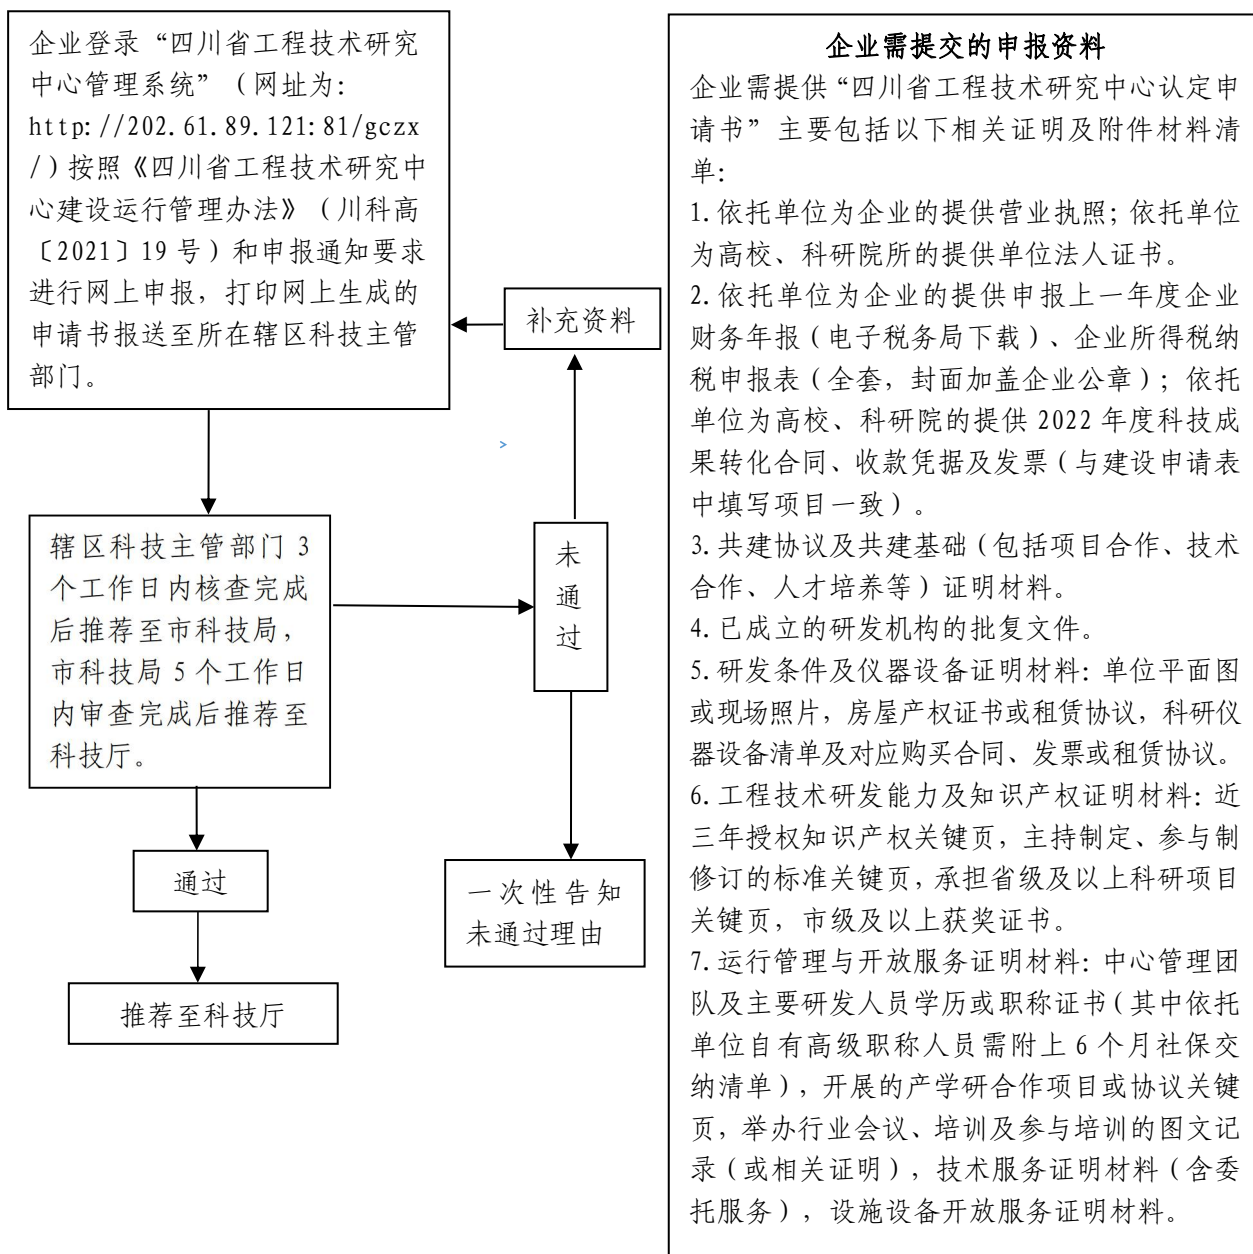 企业登录“四川省工程技术研究
中心管理系统”（网址为：
http://202.61.89.121:81/gczx
/）按照《四川省工程技术研究中
心建设运行管理办法》（川科高
〔2021〕19 号）和申报通知要求
进行网上申报，打印网上生成的
申请书报送至所在辖区科技主管
部门。
补充资料
辖区科技主管部门 3
个工作日内核查完成
后推荐至市科技局，
市科技局 5 个工作日
内审查完成后推荐至
科技厅。
未
通
过
通过
一次性告知
未通过理由
推荐至科技厅
企业需提交的申报资料
企业需提供“四川省工程技术研究中心认定申
请书”主要包括以下相关证明及附件材料清
单：
1.依托单位为企业的提供营业执照；依托单位
为高校、科研院所的提供单位法人证书。
2.依托单位为企业的提供申报上一年度企业
财务年报（电子税务局下载）、企业所得税纳
税申报表（全套，封面加盖企业公章）；依托
单位为高校、科研院的提供 2022 年度科技成
果转化合同、收款凭据及发票（与建设申请表
中填写项目一致）。
3.共建协议及共建基础（包括项目合作、技术
合作、人才培养等）证明材料。
4.已成立的研发机构的批复文件。
5.研发条件及仪器设备证明材料：单位平面图
或现场照片，房屋产权证书或租赁协议，科研仪
器设备清单及对应购买合同、发票或租赁协议。
6.工程技术研发能力及知识产权证明材料：近
三年授权知识产权关键页，主持制定、参与制
修订的标准关键页，承担省级及以上科研项目
关键页，市级及以上获奖证书。
7.运行管理与开放服务证明材料：中心管理团
队及主要研发人员学历或职称证书（其中依托
单位自有高级职称人员需附上 6 个月社保交
纳清单），开展的产学研合作项目或协议关键
页，举办行业会议、培训及参与培训的图文记
录（或相关证明），技术服务证明材料（含委
托服务），设施设备开放服务证明材料。